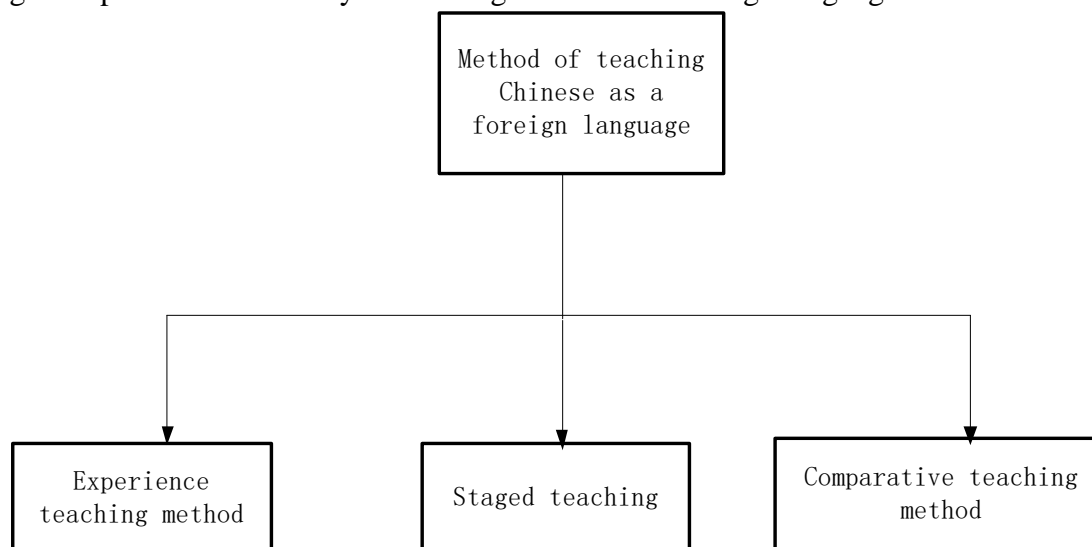 Method of teaching
Chinese as a
foreign language
Experience
teaching method
Staged teaching
Comparative teaching
method